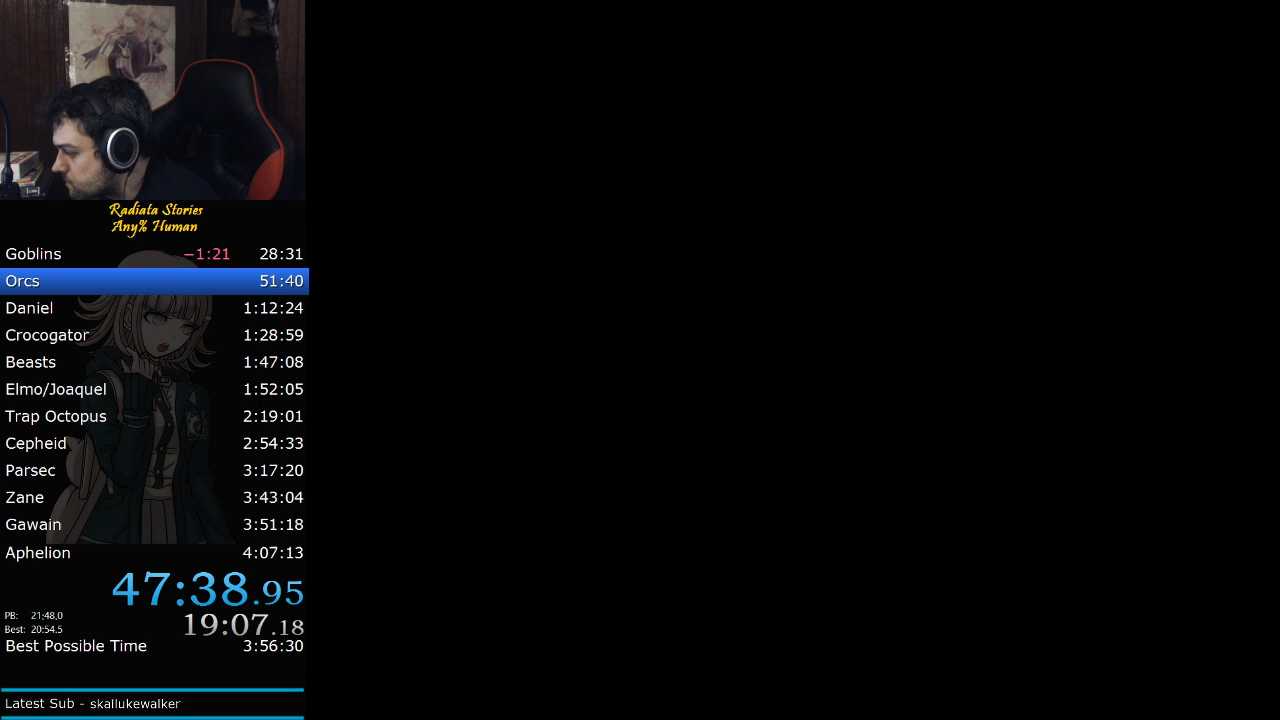 Radiata Stories
Any% Human
Goblins −1:21 28:31
Orcs 51:40
Daniel 1:12:24
Crocogator 1:28:59
Beasts 1:47:08
Elmo/Joaquel 1:52:05
Trap Octopus 2:19:01
Cepheid 2:54:33
Parsec 3:17:20
Zane 3:43:04
Gawain 3:51:18
Aphelion 4:07:13
47:38.95
PB: 21:48.0
Best: 20:54.5
19:07.18
Best Possible Time 3:56:30
Latest Sub - skallukewalker